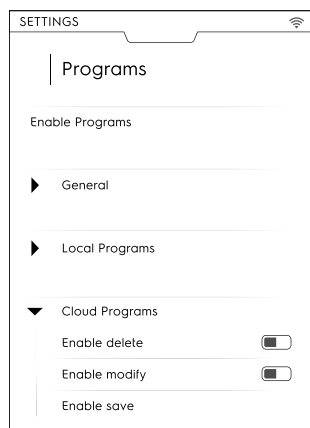 SETTINGS
Programs
Enable Programs
General
Local Programs
Cloud Programs
Enable delete
Enable modify
Enable save